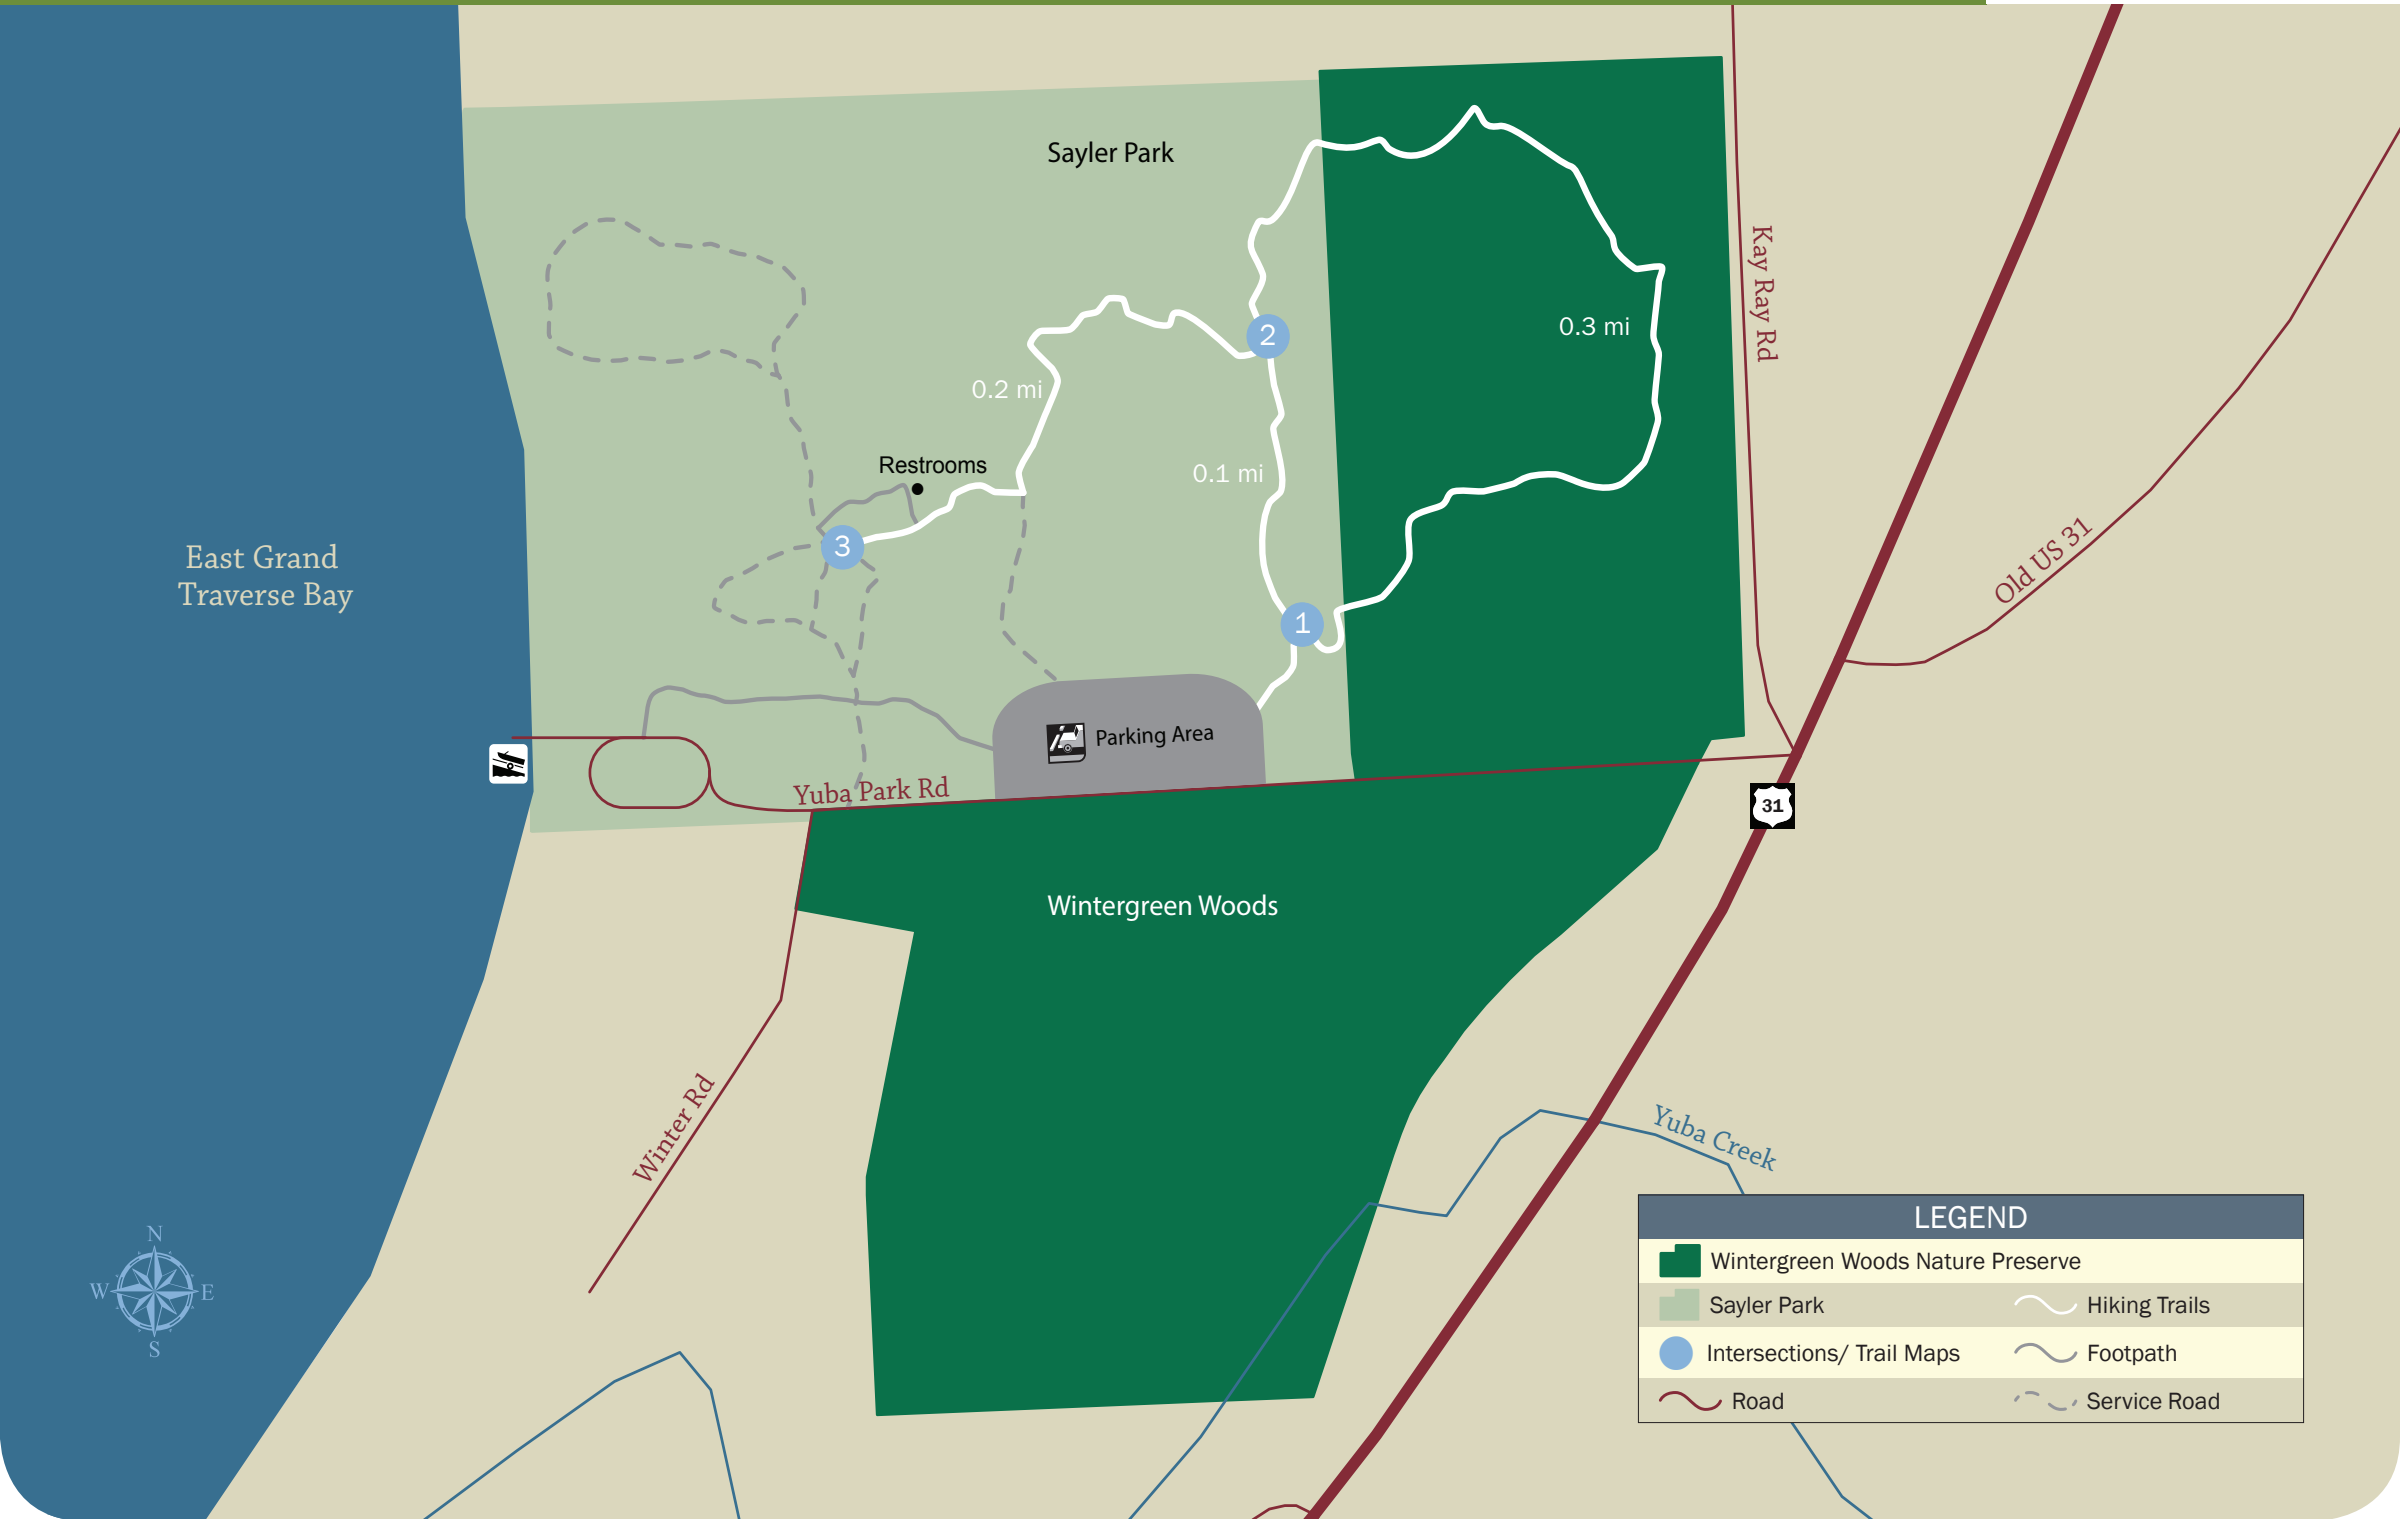 Sayler Park
Kay Ray Rd
0.3 mi
2
0.2 mi
Restrooms
0.1 mi
3
East Grand
Traverse Bay
Old US 31
1
Parking Area
Yuba Park Rd
31
Wintergreen Woods
Winter Rd
Yuba Creek
N
W
E
S
LEGEND
Wintergreen Woods Nature Preserve
Sayler Park
Hiking Trails
Intersections/ Trail Maps
Footpath
Road
Service Road